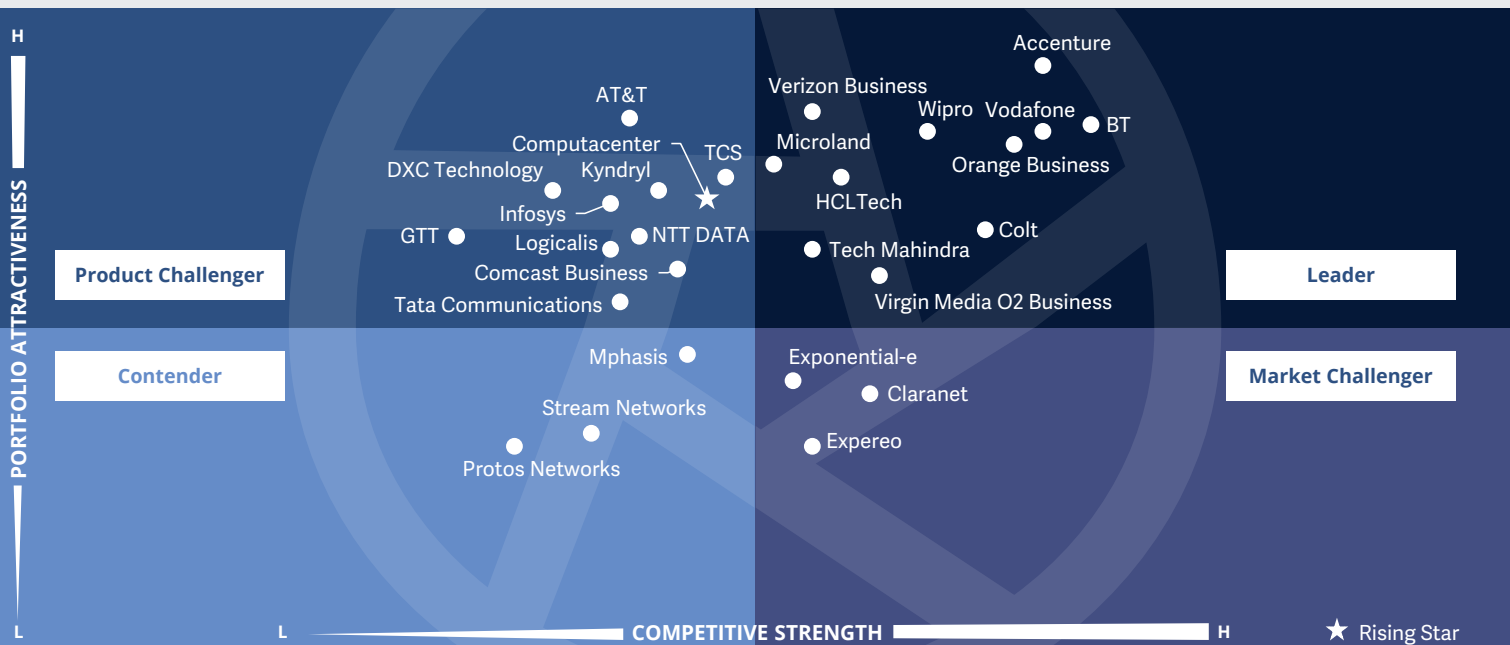 H
Accenture
Verizon Business
AT&T
Wipro
Vodafone
BT
Computacenter
Microland
TCS
Orange Business
DXC Technology
Kyndryl
HCLTech
Infosys
GTT
Logicalis
NTT DATA
Colt
Tech Mahindra
Comcast Business
Product Challenger
Leader
Tata Communications
Virgin Media O2 Business
PORTFOLIO ATTRACTIVENESS
Mphasis
Exponential-e
Contender
Market Challenger
Claranet
Stream Networks
Expereo
Protos Networks
L
L
COMPETITIVE STRENGTH
H
Rising Star